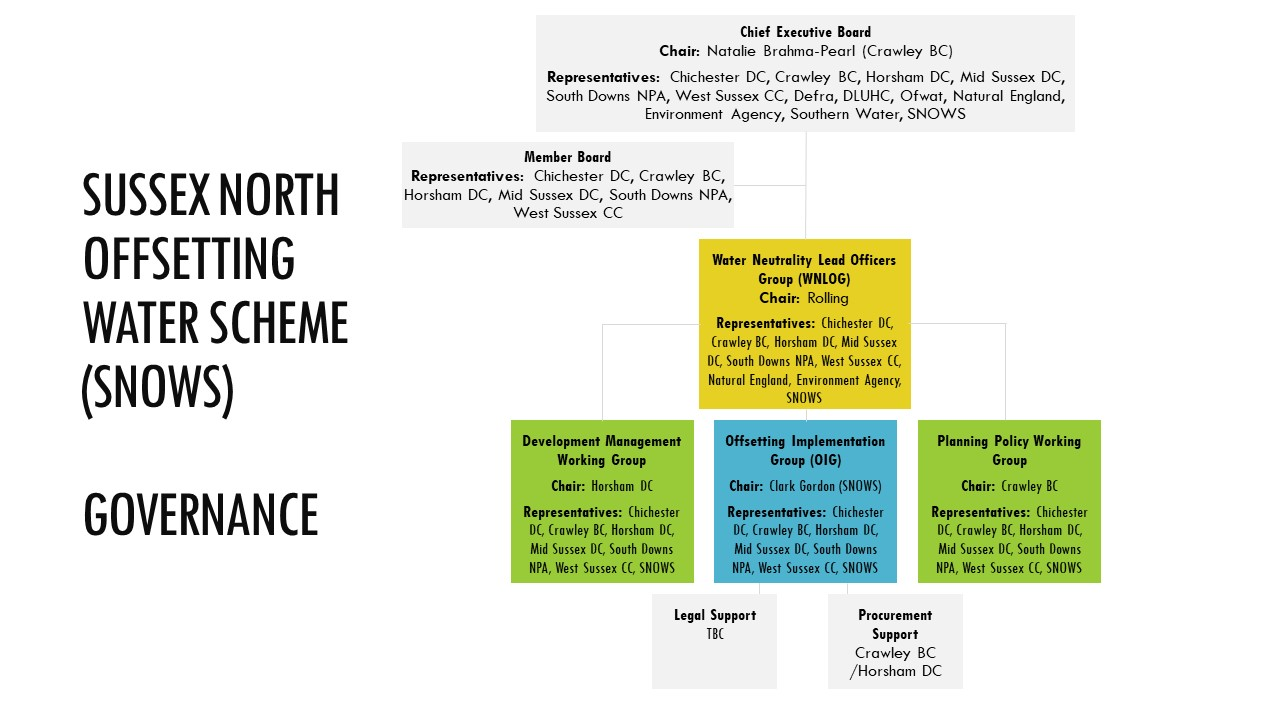 SUSSEX NORTH
OFFSETTING
WATER SCHEME
(SNOWS)
GOVERNANCE
Chief Executive Board
Chair: Natalie Brahma-Pearl (Crawley BC)
Representatives: Chichester DC, Crawley BC, Horsham DC, Mid Sussex DC,
South Downs NPA, West Sussex CC, Defra, DLUHC, Ofwat, Natural England,
Environment Agency, Southern Water, SNOWS
Member Board
Representatives: Chichester DC, Crawley BC,
Horsham DC, Mid Sussex DC, South Downs NPA,
West Sussex CC
Water Neutrality Lead Officers
Group (WNLOG)
Chair: Rolling
Representatives: Chichester DC,
Crawley BC, Horsham DC, Mid Sussex
DC, South Downs NPA, West Sussex CC,
Natural England, Environment Agency,
SNOWS
Development Management
Working Group
Chair: Horsham DC
Representatives: Chichester
DC, Crawley BC, Horsham DC,
Mid Sussex DC, South Downs
NPA, West Sussex CC, SNOWS
Offsetting Implementation
Group (OIG)
Chair: Clark Gordon (SNOWS)
Representatives: Chichester
DC, Crawley BC, Horsham DC,
Mid Sussex DC, South Downs
NPA, West Sussex CC, SNOWS
Planning Policy Working
Group
Chair: Crawley BC
Representatives: Chichester
DC, Crawley BC, Horsham DC,
Mid Sussex DC, South Downs
NPA, West Sussex CC, SNOWS
Legal Support
TBC
Procurement
Support
Crawley BC
/Horsham DC